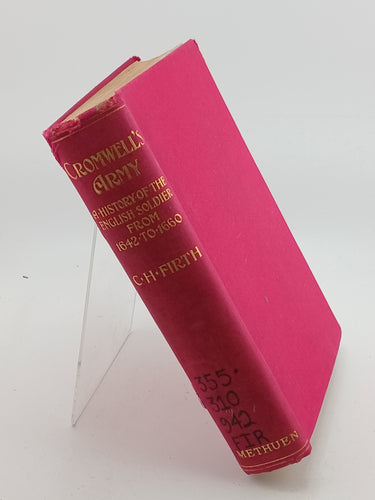 CROMWELL'S
ARMY
A·HISTORY·OF·THE
ENGLISH·SOLDIER
FROM
1642·TO·1660
C·H·FIRTH
355.
310
942
FIR
METHUEN